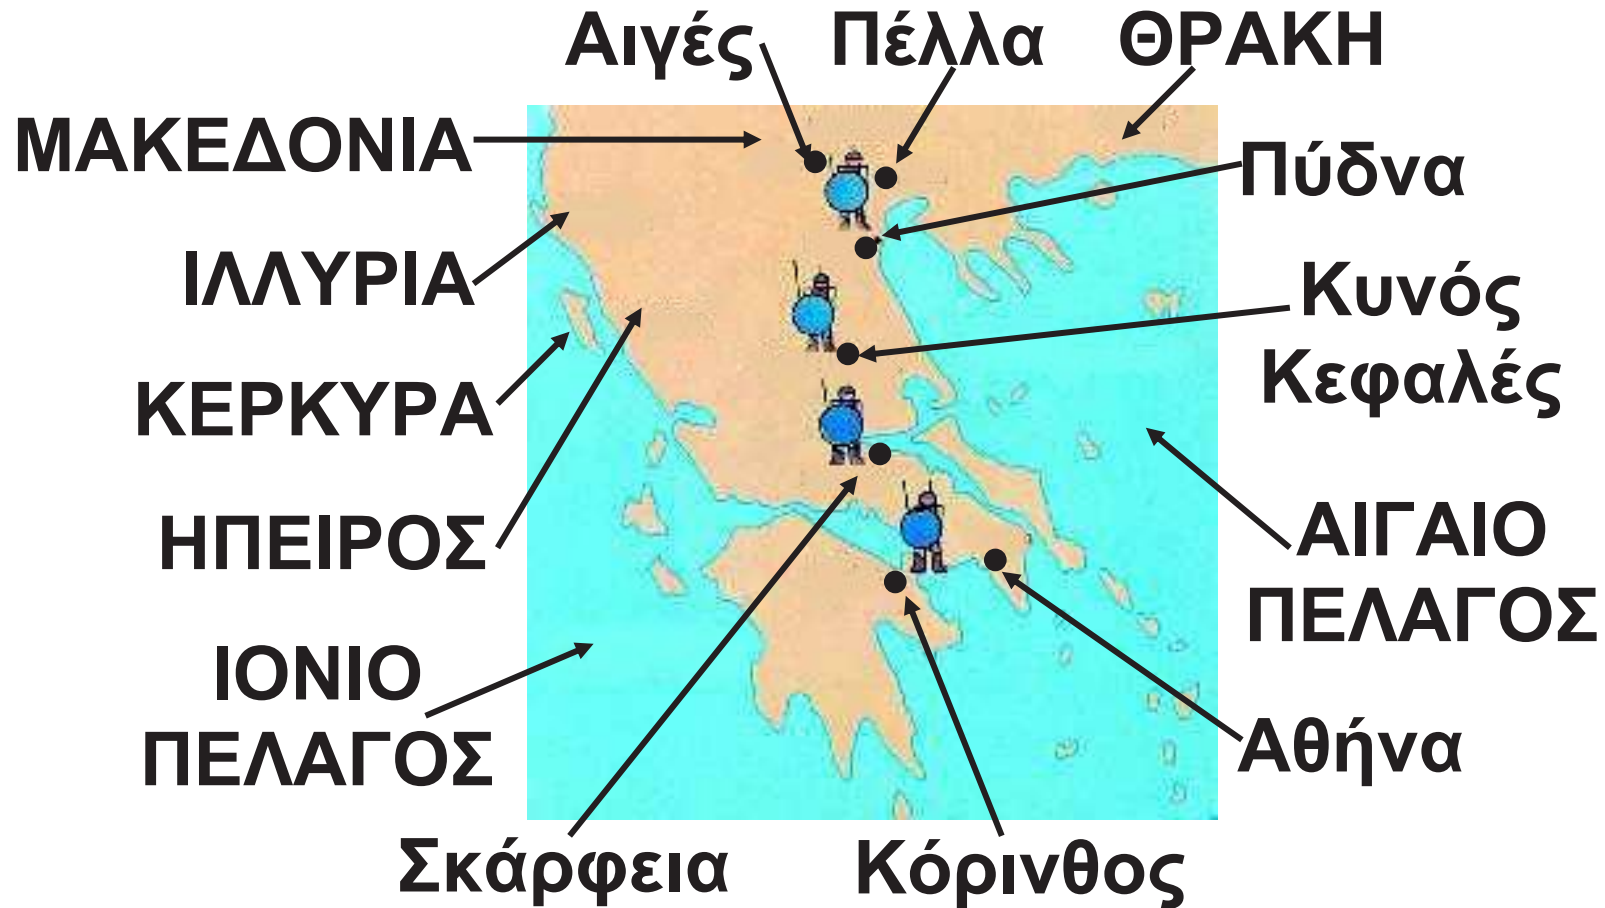 Αιγές Πέλλα ΘΡΑΚΗ
ΜΑΚΕΔΟΝΙΑ
Πύδνα
ΙΛΛΥΡΙΑ
Κυνός
Κεφαλές
ΚΕΡΚΥΡΑ
ΗΠΕΙΡΟΣ
ΑΙΓΑΙΟ
ΠΕΛΑΓΟΣ
ΙΟΝΙΟ
ΠΕΛΑΓΟΣ
Αθήνα
Σκάρφεια
Κόρινθος